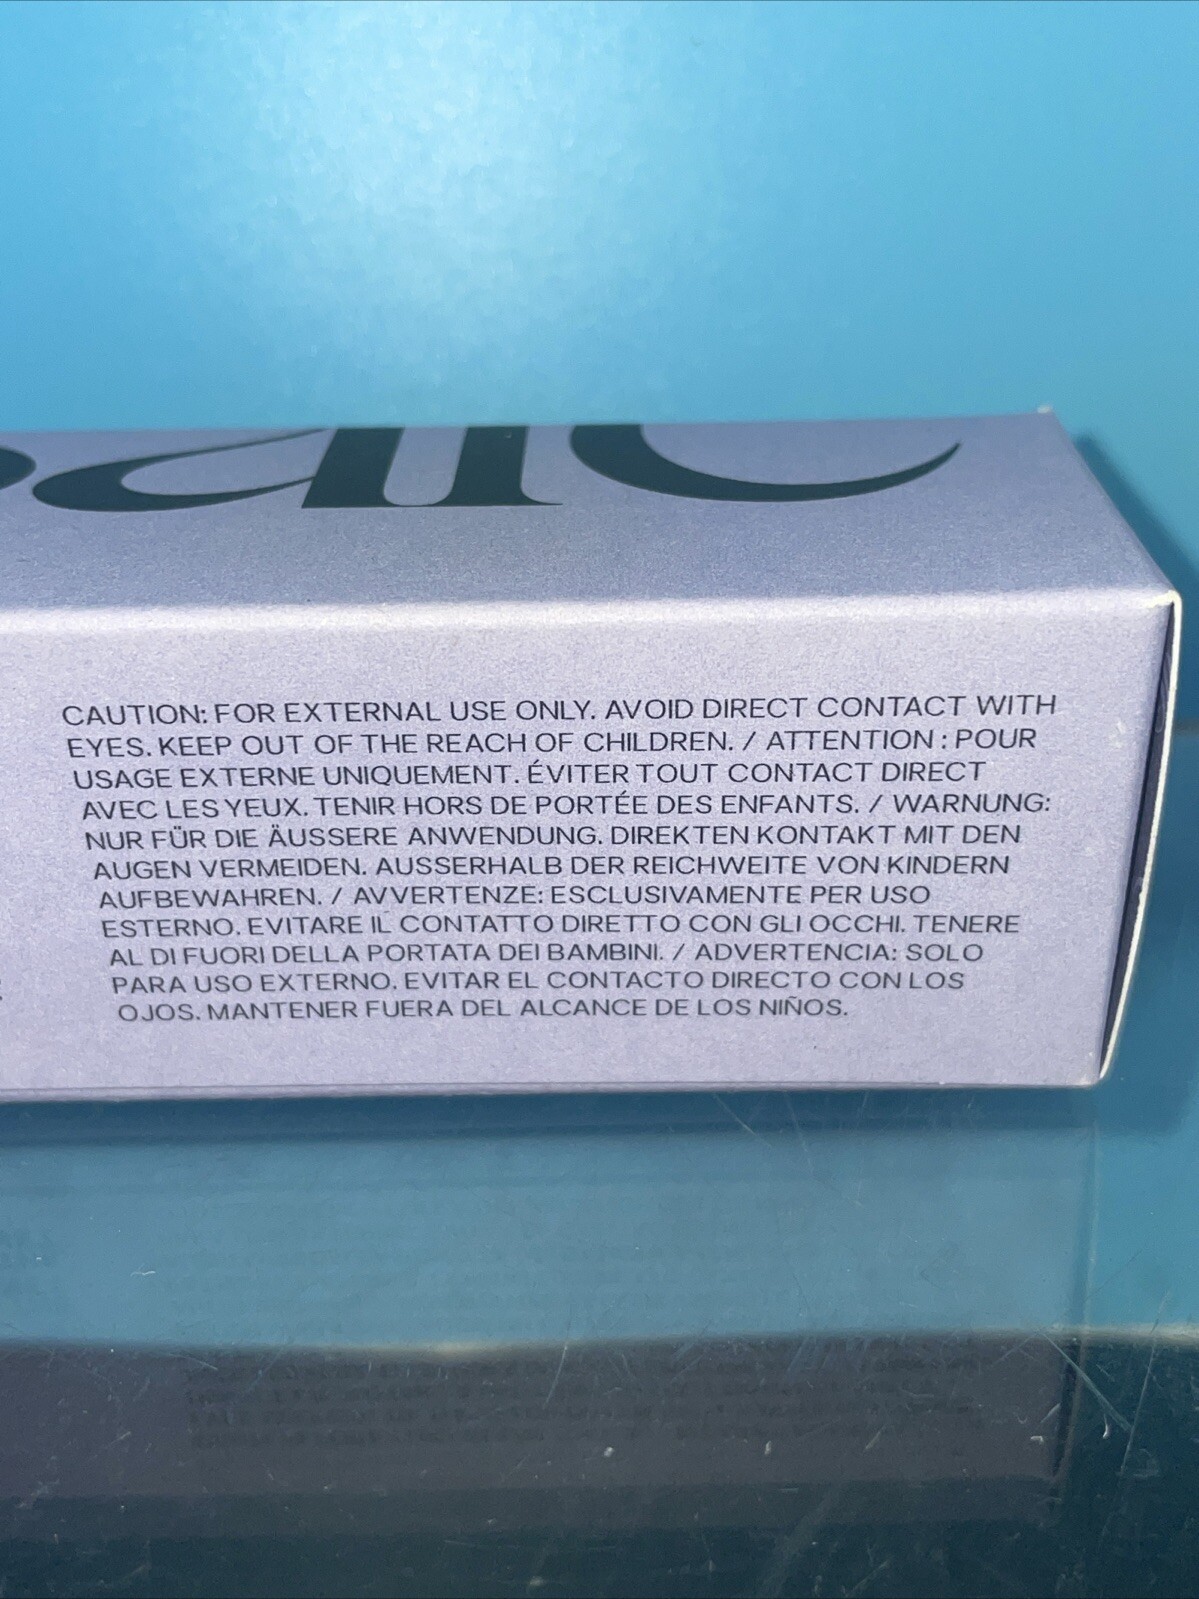 CAUTION: FOR EXTERNAL USE ONLY. AVOID DIRECT CONTACT WITH
EYES. KEEP OUT OF THE REACH OF CHILDREN. / ATTENTION : POUR
USAGE EXTERNE UNIQUEMENT. ÉVITER TOUT CONTACT DIRECT
AVEC LES YEUX. TENIR HORS DE PORTÉE DES ENFANTS. / WARNUNG:
NUR FÜR DIE ÄUSSERE ANWENDUNG. DIREKTEN KONTAKT MIT DEN
AUGEN VERMEIDEN. AUSSERHALB DER REICHWEITE VON KINDERN
AUFBEWAHREN. / AVVERTENZE: ESCLUSIVAMENTE PER USO
ESTERNO. EVITARE IL CONTATTO DIRETTO CON GLI OCCHI. TENERE
AL DI FUORI DELLA PORTATA DEI BAMBINI. / ADVERTENCIA: SOLO
PARA USO EXTERNO. EVITAR EL CONTACTO DIRECTO CON LOS
OJOS. MANTENER FUERA DEL ALCANCE DE LOS NIÑOS.